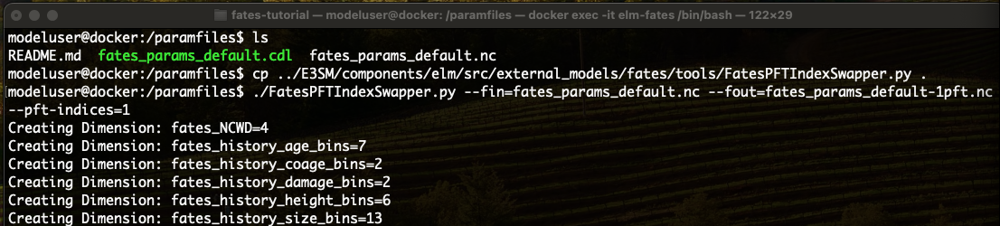 fates-tutorial — modeluser@docker: /paramfiles — docker exec -it elm-fates /bin/bash — 122×29
modeluser@docker:/paramfiles$ ls
README.md  fates_params_default.cdl  fates_params_default.nc
modeluser@docker:/paramfiles$ cp ../E3SM/components/elm/src/external_models/fates/tools/FatesPFTIndexSwapper.py .
modeluser@docker:/paramfiles$ ./FatesPFTIndexSwapper.py --fin=fates_params_default.nc --fout=fates_params_default-1pft.nc
--pft-indices=1
Creating Dimension: fates_NCWD=4
Creating Dimension: fates_history_age_bins=7
Creating Dimension: fates_history_coage_bins=2
Creating Dimension: fates_history_damage_bins=2
Creating Dimension: fates_history_height_bins=6
Creating Dimension: fates_history_size_bins=13